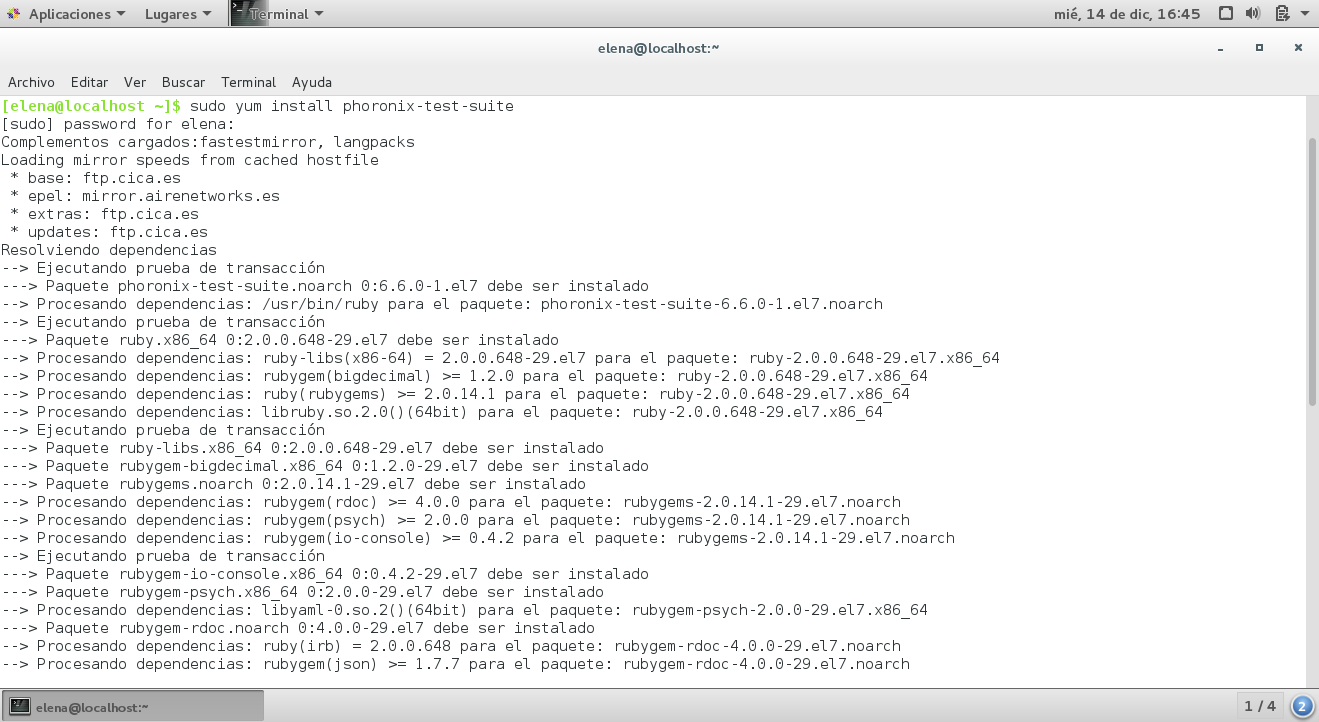 Aplicaciones Lugares Terminal mié, 14 de dic, 16:45
elena@localhost:~
Archivo Editar Ver Buscar Terminal Ayuda
[elena@localhost ~]$ sudo yum install phoronix-test-suite
[sudo] password for elena:
Complementos cargados:fastestmirror, langpacks
Loading mirror speeds from cached hostfile
 * base: ftp.cica.es
 * epel: mirror.airenetworks.es
 * extras: ftp.cica.es
 * updates: ftp.cica.es
Resolviendo dependencias
--> Ejecutando prueba de transacción
---> Paquete phoronix-test-suite.noarch 0:6.6.0-1.el7 debe ser instalado
--> Procesando dependencias: /usr/bin/ruby para el paquete: phoronix-test-suite-6.6.0-1.el7.noarch
--> Ejecutando prueba de transacción
---> Paquete ruby.x86_64 0:2.0.0.648-29.el7 debe ser instalado
--> Procesando dependencias: ruby-libs(x86-64) = 2.0.0.648-29.el7 para el paquete: ruby-2.0.0.648-29.el7.x86_64
--> Procesando dependencias: rubygem(bigdecimal) >= 1.2.0 para el paquete: ruby-2.0.0.648-29.el7.x86_64
--> Procesando dependencias: ruby(rubygems) >= 2.0.14.1 para el paquete: ruby-2.0.0.648-29.el7.x86_64
--> Procesando dependencias: libruby.so.2.0()(64bit) para el paquete: ruby-2.0.0.648-29.el7.x86_64
--> Ejecutando prueba de transacción
---> Paquete ruby-libs.x86_64 0:2.0.0.648-29.el7 debe ser instalado
---> Paquete rubygem-bigdecimal.x86_64 0:1.2.0-29.el7 debe ser instalado
---> Paquete rubygems.noarch 0:2.0.14.1-29.el7 debe ser instalado
--> Procesando dependencias: rubygem(rdoc) >= 4.0.0 para el paquete: rubygems-2.0.14.1-29.el7.noarch
--> Procesando dependencias: rubygem(psych) >= 2.0.0 para el paquete: rubygems-2.0.14.1-29.el7.noarch
--> Procesando dependencias: rubygem(io-console) >= 0.4.2 para el paquete: rubygems-2.0.14.1-29.el7.noarch
--> Ejecutando prueba de transacción
---> Paquete rubygem-io-console.x86_64 0:0.4.2-29.el7 debe ser instalado
---> Paquete rubygem-psych.x86_64 0:2.0.0-29.el7 debe ser instalado
--> Procesando dependencias: libyaml-0.so.2()(64bit) para el paquete: rubygem-psych-2.0.0-29.el7.x86_64
---> Paquete rubygem-rdoc.noarch 0:4.0.0-29.el7 debe ser instalado
--> Procesando dependencias: ruby(irb) = 2.0.0.648 para el paquete: rubygem-rdoc-4.0.0-29.el7.noarch
--> Procesando dependencias: rubygem(json) >= 1.7.7 para el paquete: rubygem-rdoc-4.0.0-29.el7.noarch
elena@localhost:~ 1 / 4 2